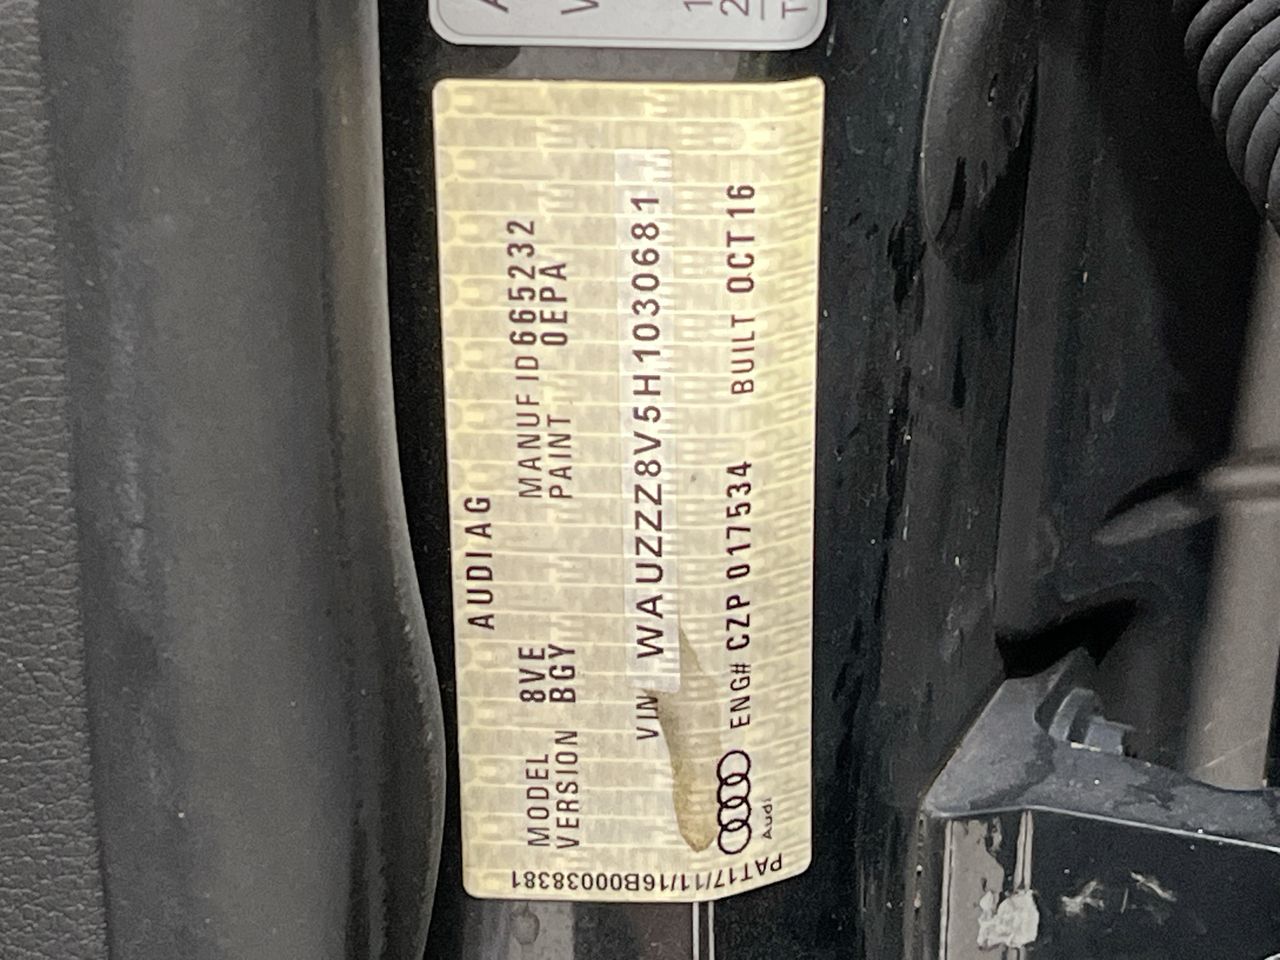 AUDI AG
MODEL 8VE MANUF ID 665232
VERSION BGY PAINT 0EPA
VIN WAUZZZ8V5H1030681
ENG# CZP 017534 BUILT OCT16
Audi
PAT17/11/16B00038381